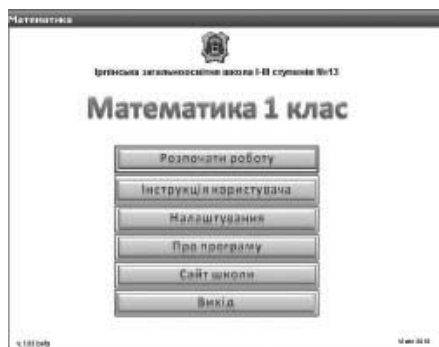 Математика
Ірпінська загальноосвітня школа І-ІІІ ступенів №13
Математика 1 клас
Розпочати роботу
Інструкція користувача
Налаштування
Про програму
Сайт школи
Вихід